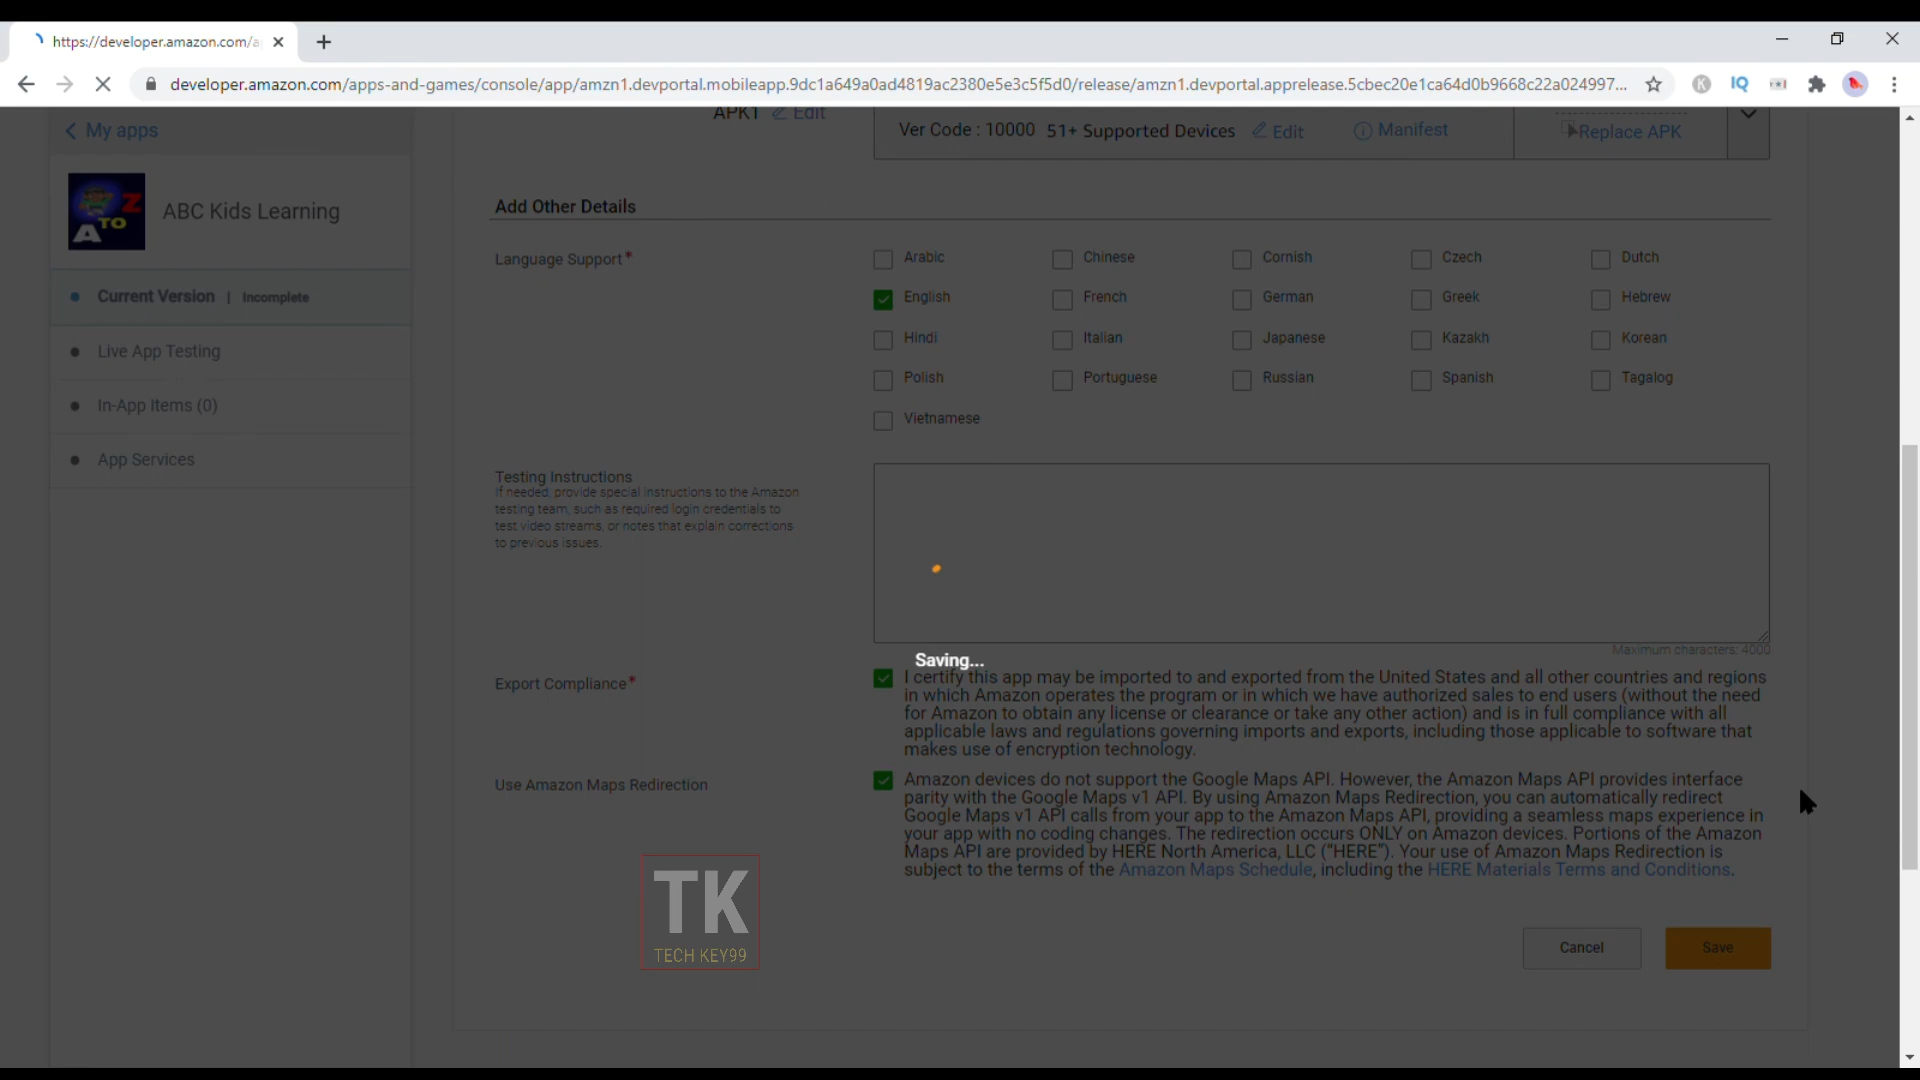 https://developer.amazon.com/a
developer.amazon.com/apps-and-games/console/app/amzn1.devportal.mobileapp.9dc1a649a0ad4819ac2380e5e3c5f5d0/release/amzn1.devportal.apprelease.5cbec20e1ca64d0b9668c22a024997...
K
IQ
My apps
A TO Z
ABC Kids Learning
Current Version | Incomplete
Live App Testing
In-App Items (0)
App Services
APK1 Edit
Ver Code : 10000 51+ Supported Devices Edit Manifest Replace APK
Add Other Details
Language Support*
Arabic Chinese Cornish Czech Dutch
English French German Greek Hebrew
Hindi Italian Japanese Kazakh Korean
Polish Portuguese Russian Spanish Tagalog
Vietnamese
Testing Instructions
If needed, provide special instructions to the Amazon
testing team, such as required login credentials to
test video streams, or notes that explain corrections
to previous issues.
Maximum characters: 4000
Saving...
Export Compliance*
I certify this app may be imported to and exported from the United States and all other countries and regions
in which Amazon operates the program or in which we have authorized sales to end users (without the need
for Amazon to obtain any license or clearance or take any other action) and is in full compliance with all
applicable laws and regulations governing imports and exports, including those applicable to software that
makes use of encryption technology.
Use Amazon Maps Redirection
Amazon devices do not support the Google Maps API. However, the Amazon Maps API provides interface
parity with the Google Maps v1 API. By using Amazon Maps Redirection, you can automatically redirect
Google Maps v1 API calls from your app to the Amazon Maps API, providing a seamless maps experience in
your app with no coding changes. The redirection occurs ONLY on Amazon devices. Portions of the Amazon
Maps API are provided by HERE North America, LLC ("HERE"). Your use of Amazon Maps Redirection is
subject to the terms of the Amazon Maps Schedule, including the HERE Materials Terms and Conditions.
TK
TECH KEY99
Cancel
Save